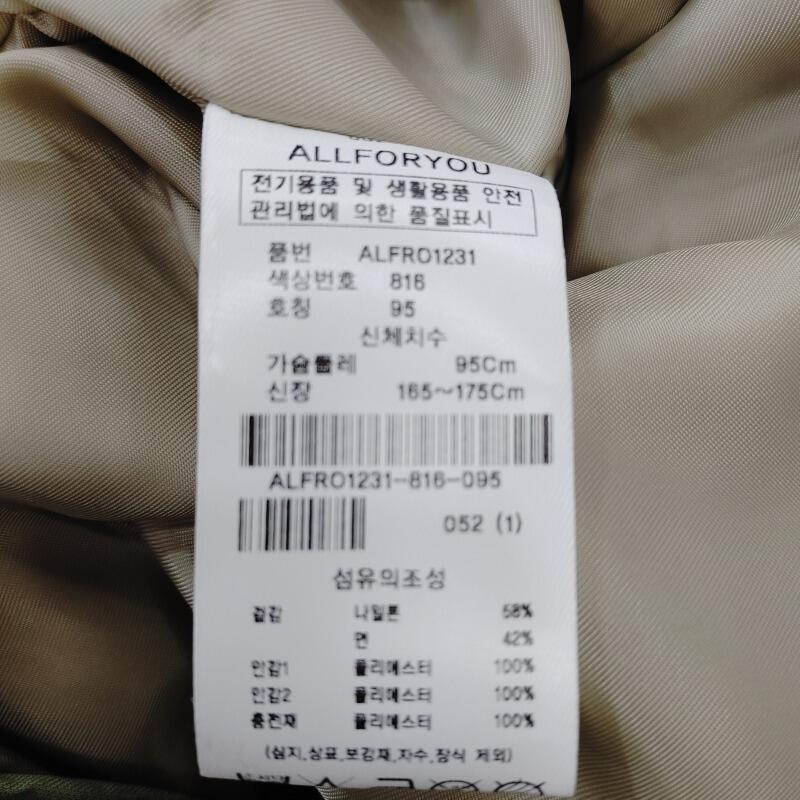 ALLFORYOU
전기용품 및 생활용품 안전
관리법에 의한 품질표시
품번 ALFRO1231
색상번호 816
호칭 95
신체치수
가슴둘레 95Cm
신장 165~175Cm
ALFRO1231-816-095
052 (1)
섬유의조성
겉감 나일론 58%
면 42%
안감1 폴리에스터 100%
안감2 폴리에스터 100%
충전재 폴리에스터 100%
(심지,상표,보강재,자수,장식 제외)